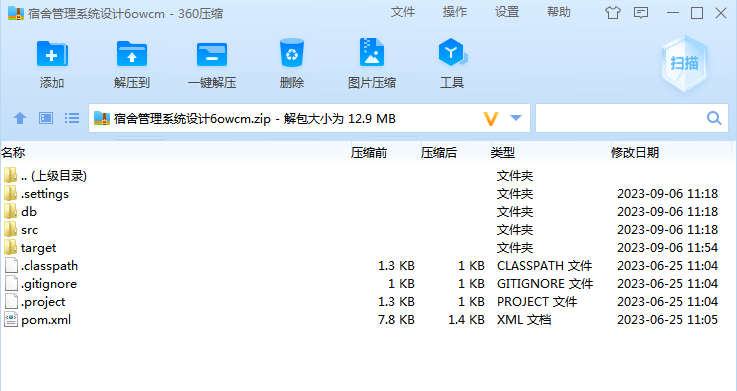 宿舍管理系统设计6owcm - 360压缩 文件 操作 设置 帮助
添加 解压到 一键解压 删除 图片压缩 工具 扫描
宿舍管理系统设计6owcm.zip - 解包大小为 12.9 MB
名称 压缩前 压缩后 类型 修改日期
.. (上级目录) 文件夹
.settings 文件夹 2023-09-06 11:18
db 文件夹 2023-09-06 11:18
src 文件夹 2023-09-06 11:18
target 文件夹 2023-09-06 11:54
.classpath 1.3 KB 1 KB CLASSPATH 文件 2023-06-25 11:04
.gitignore 1 KB 1 KB GITIGNORE 文件 2023-06-25 11:04
.project 1.3 KB 1 KB PROJECT 文件 2023-06-25 11:04
pom.xml 7.8 KB 1.4 KB XML 文档 2023-06-25 11:05